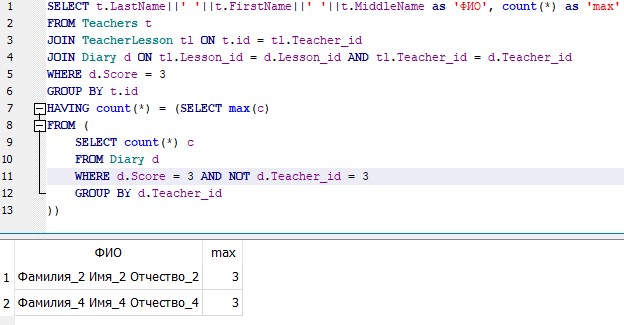 1 SELECT t.LastName||' '||t.FirstName||' '||t.MiddleName as 'ФИО', count(*) as 'max'
2 FROM Teachers t
3 JOIN TeacherLesson tl ON t.id = tl.Teacher_id
4 JOIN Diary d ON tl.Lesson_id = d.Lesson_id AND tl.Teacher_id = d.Teacher_id
5 WHERE d.Score = 3
6 GROUP BY t.id
7 HAVING count(*) = (SELECT max(c)
8 FROM (
9 SELECT count(*) c
10 FROM Diary d
11 WHERE d.Score = 3 AND NOT d.Teacher_id = 3
12 GROUP BY d.Teacher_id
13 ))
ФИО max
1 Фамилия_2 Имя_2 Отчество_2 3
2 Фамилия_4 Имя_4 Отчество_4 3